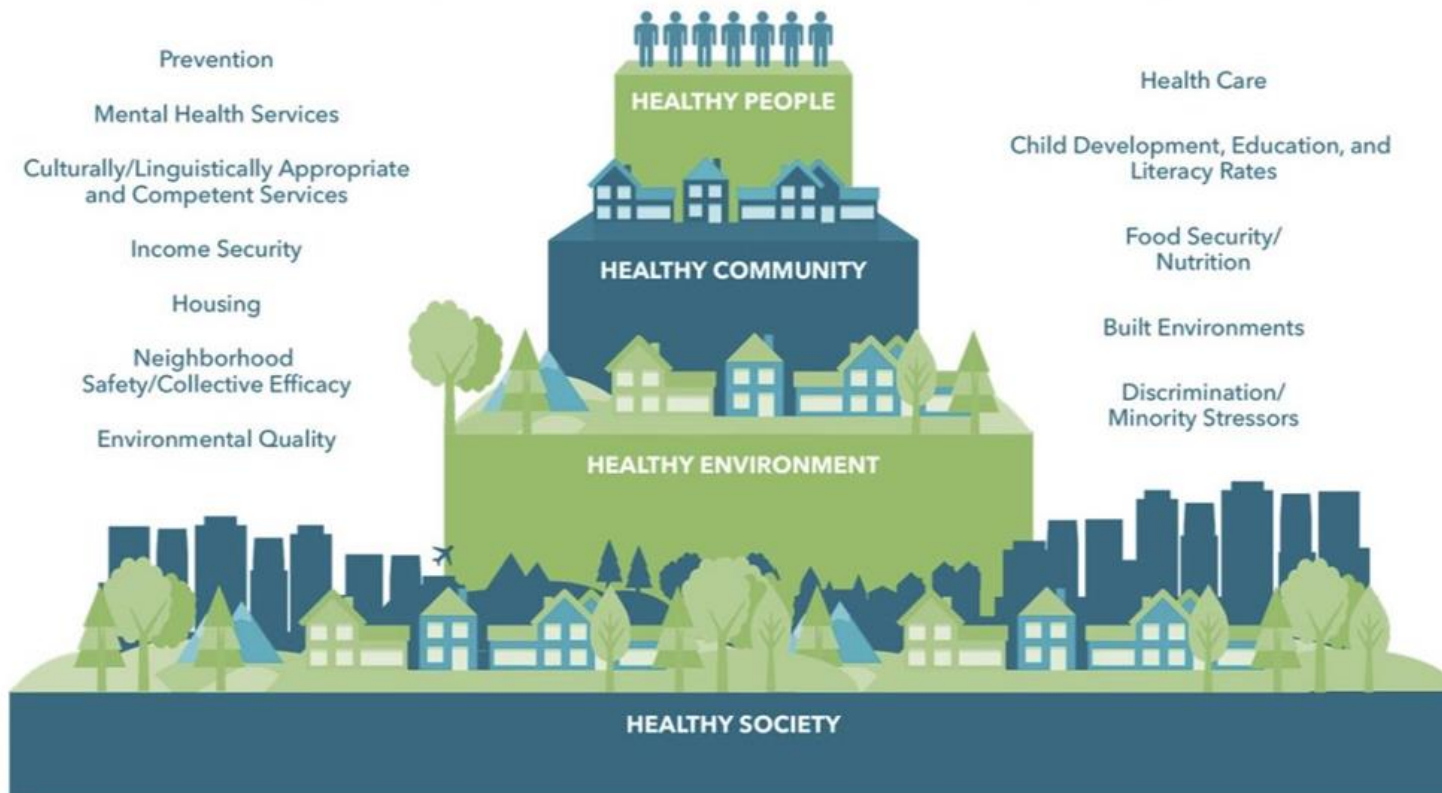 Prevention
Mental Health Services
Culturally/Linguistically Appropriate
and Competent Services
Income Security
Housing
Neighborhood
Safety/Collective Efficacy
Environmental Quality
HEALTHY PEOPLE
HEALTHY COMMUNITY
HEALTHY ENVIRONMENT
HEALTHY SOCIETY
Health Care
Child Development, Education, and
Literacy Rates
Food Security/
Nutrition
Built Environments
Discrimination/
Minority Stressors